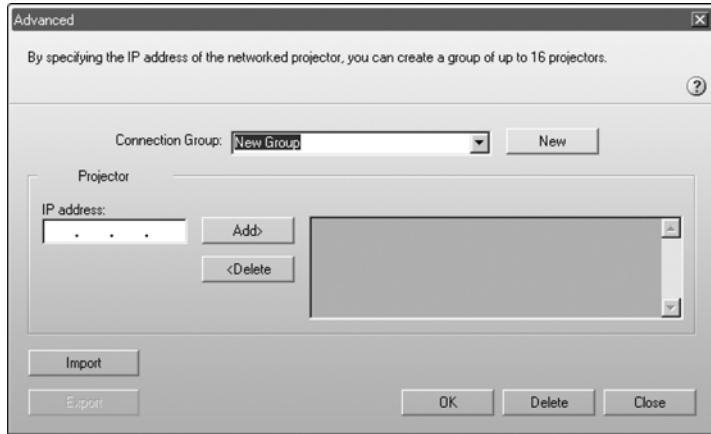 Advanced
By specifying the IP address of the networked projector, you can create a group of up to 16 projectors.
?
Connection Group: New Group New
Projector
IP address:
. . .
Add>
<Delete
Import
Export OK Delete Close